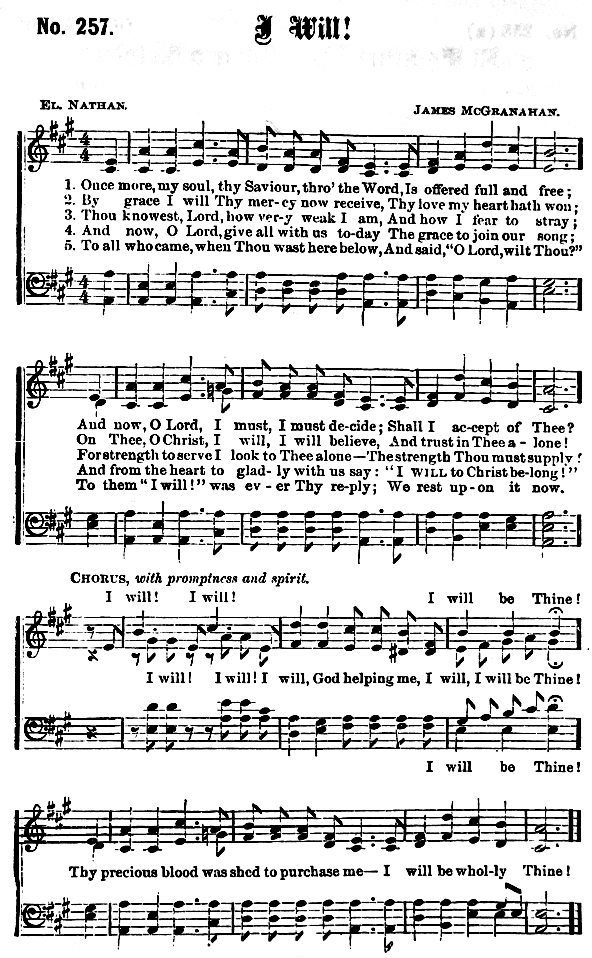 No. 257.
I Will!
EL. NATHAN.
JAMES MCGRANAHAN.
4 4
1. Once more, my soul, thy Saviour, thro' the Word, Is offered full and free;
2. By grace I will Thy mer-cy now receive, Thy love my heart hath won;
3. Thou knowest, Lord, how ver-y weak I am, And how I fear to stray;
4. And now, O Lord, give all with us to-day The grace to join our song;
5. To all who came, when Thou wast here below, And said, "O Lord, wilt Thou?"
4 4
And now, O Lord, I must, I must de-cide; Shall I ac-cept of Thee?
On Thee, O Christ, I will, I will believe, And trust in Thee a-lone!
For strength to serve I look to Thee alone—The strength Thou must supply!
And from the heart to glad-ly with us say: "I WILL to Christ be-long!"
To them "I will!" was ev-er Thy re-ply; We rest up-on it now.
CHORUS, with promptness and spirit.
I will! I will! I will be Thine!
I will! I will! I will, God helping me, I will, I will be Thine!
I will be Thine!
Thy precious blood was shed to purchase me— I will be whol-ly Thine!